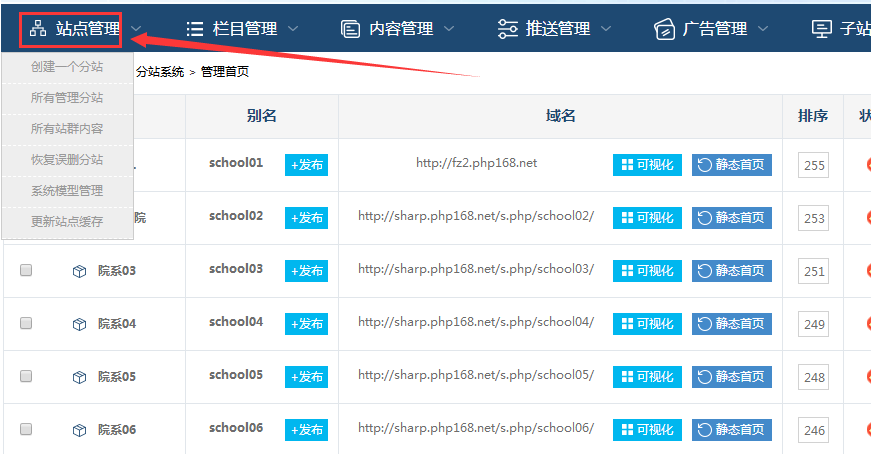 站点管理 栏目管理 内容管理 推送管理 广告管理 子站
创建一个分站
所有管理分站
所有站群内容
恢复误删分站
系统模型管理
更新站点缓存
分站系统 > 管理首页
别名 域名 排序 状
school01 +发布 http://fz2.php168.net 可视化 静态首页 255
院 school02 +发布 http://sharp.php168.net/s.php/school02/ 可视化 静态首页 253
院系03 school03 +发布 http://sharp.php168.net/s.php/school03/ 可视化 静态首页 251
院系04 school04 +发布 http://sharp.php168.net/s.php/school04/ 可视化 静态首页 249
院系05 school05 +发布 http://sharp.php168.net/s.php/school05/ 可视化 静态首页 248
院系06 school06 +发布 http://sharp.php168.net/s.php/school06/ 可视化 静态首页 246